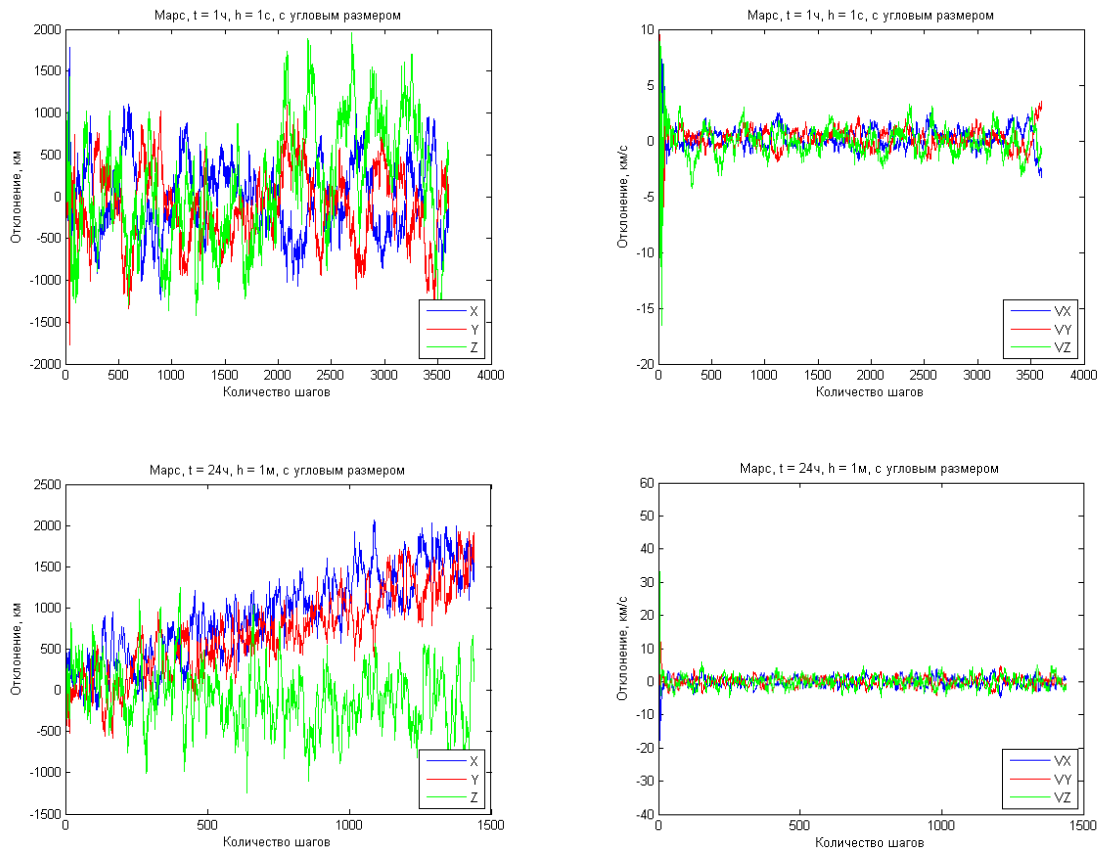 Марс, t = 1ч, h = 1с, с угловым размером
Отклонение, км
2000
1500
1000
500
0
-500
-1000
-1500
-2000
0 500 1000 1500 2000 2500 3000 3500 4000
Количество шагов
X
Y
Z
Марс, t = 1ч, h = 1с, с угловым размером
Отклонение, км/с
10
5
0
-5
-10
-15
-20
0 500 1000 1500 2000 2500 3000 3500 4000
Количество шагов
VX
VY
VZ
Марс, t = 24ч, h = 1м, с угловым размером
Отклонение, км
2500
2000
1500
1000
500
0
-500
-1000
-1500
0 500 1000 1500
Количество шагов
X
Y
Z
Марс, t = 24ч, h = 1м, с угловым размером
Отклонение, км/с
60
50
40
30
20
10
0
-10
-20
-30
-40
0 500 1000 1500
Количество шагов
VX
VY
VZ